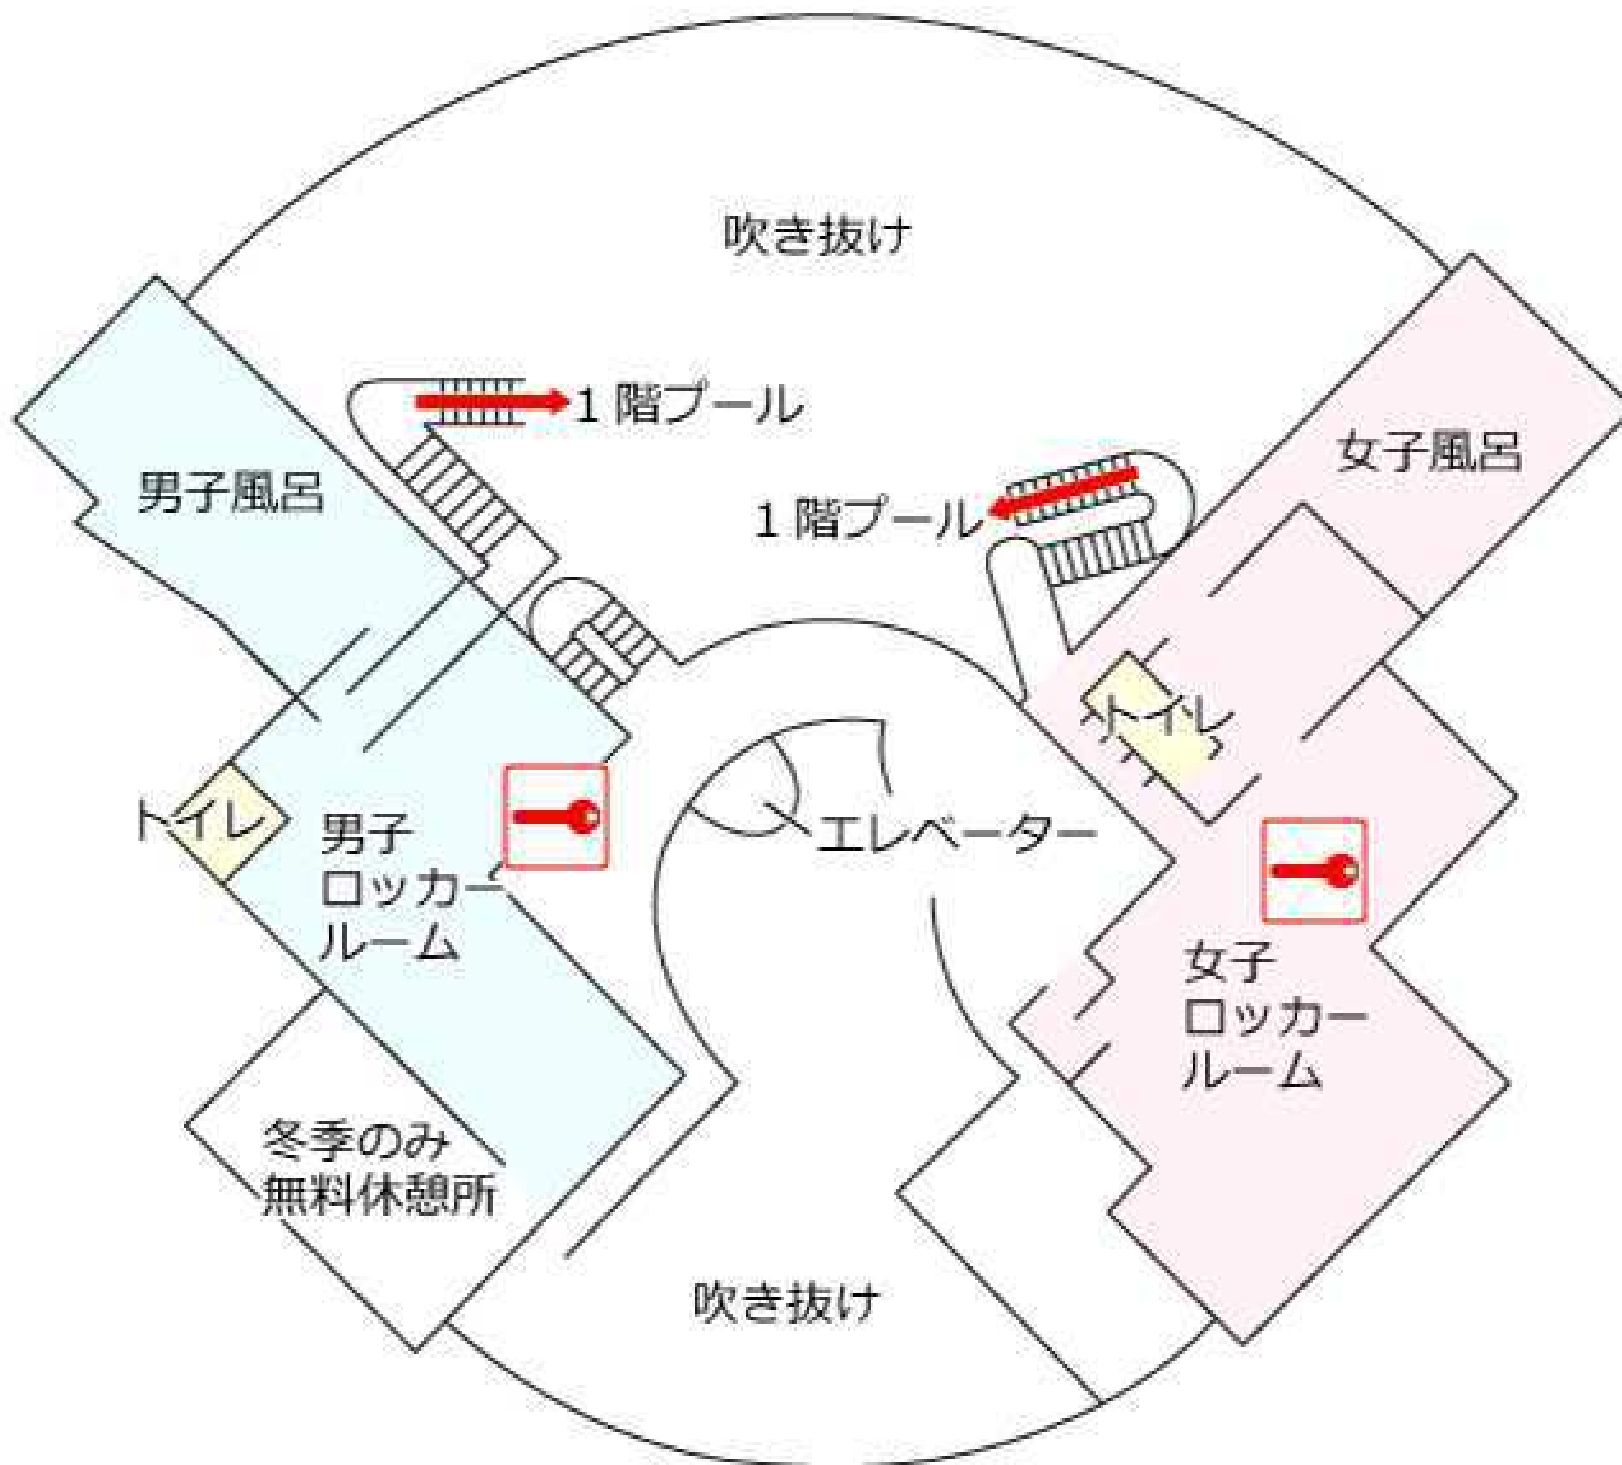 吹き抜け
１階プール
女子風呂
男子風呂
１階プール
トイレ
トイレ
男子
ロッカー
ルーム
エレベーター
女子
ロッカー
ルーム
冬季のみ
無料休憩所
吹き抜け